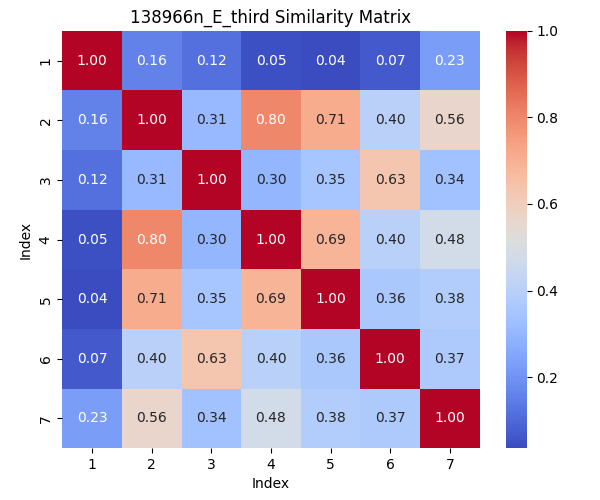 138966n_E_third Similarity Matrix
1 1.00 0.16 0.12 0.05 0.04 0.07 0.23
2 0.16 1.00 0.31 0.80 0.71 0.40 0.56
3 0.12 0.31 1.00 0.30 0.35 0.63 0.34
4 0.05 0.80 0.30 1.00 0.69 0.40 0.48
5 0.04 0.71 0.35 0.69 1.00 0.36 0.38
6 0.07 0.40 0.63 0.40 0.36 1.00 0.37
7 0.23 0.56 0.34 0.48 0.38 0.37 1.00
1 2 3 4 5 6 7
Index
Index
1.0
0.8
0.6
0.4
0.2